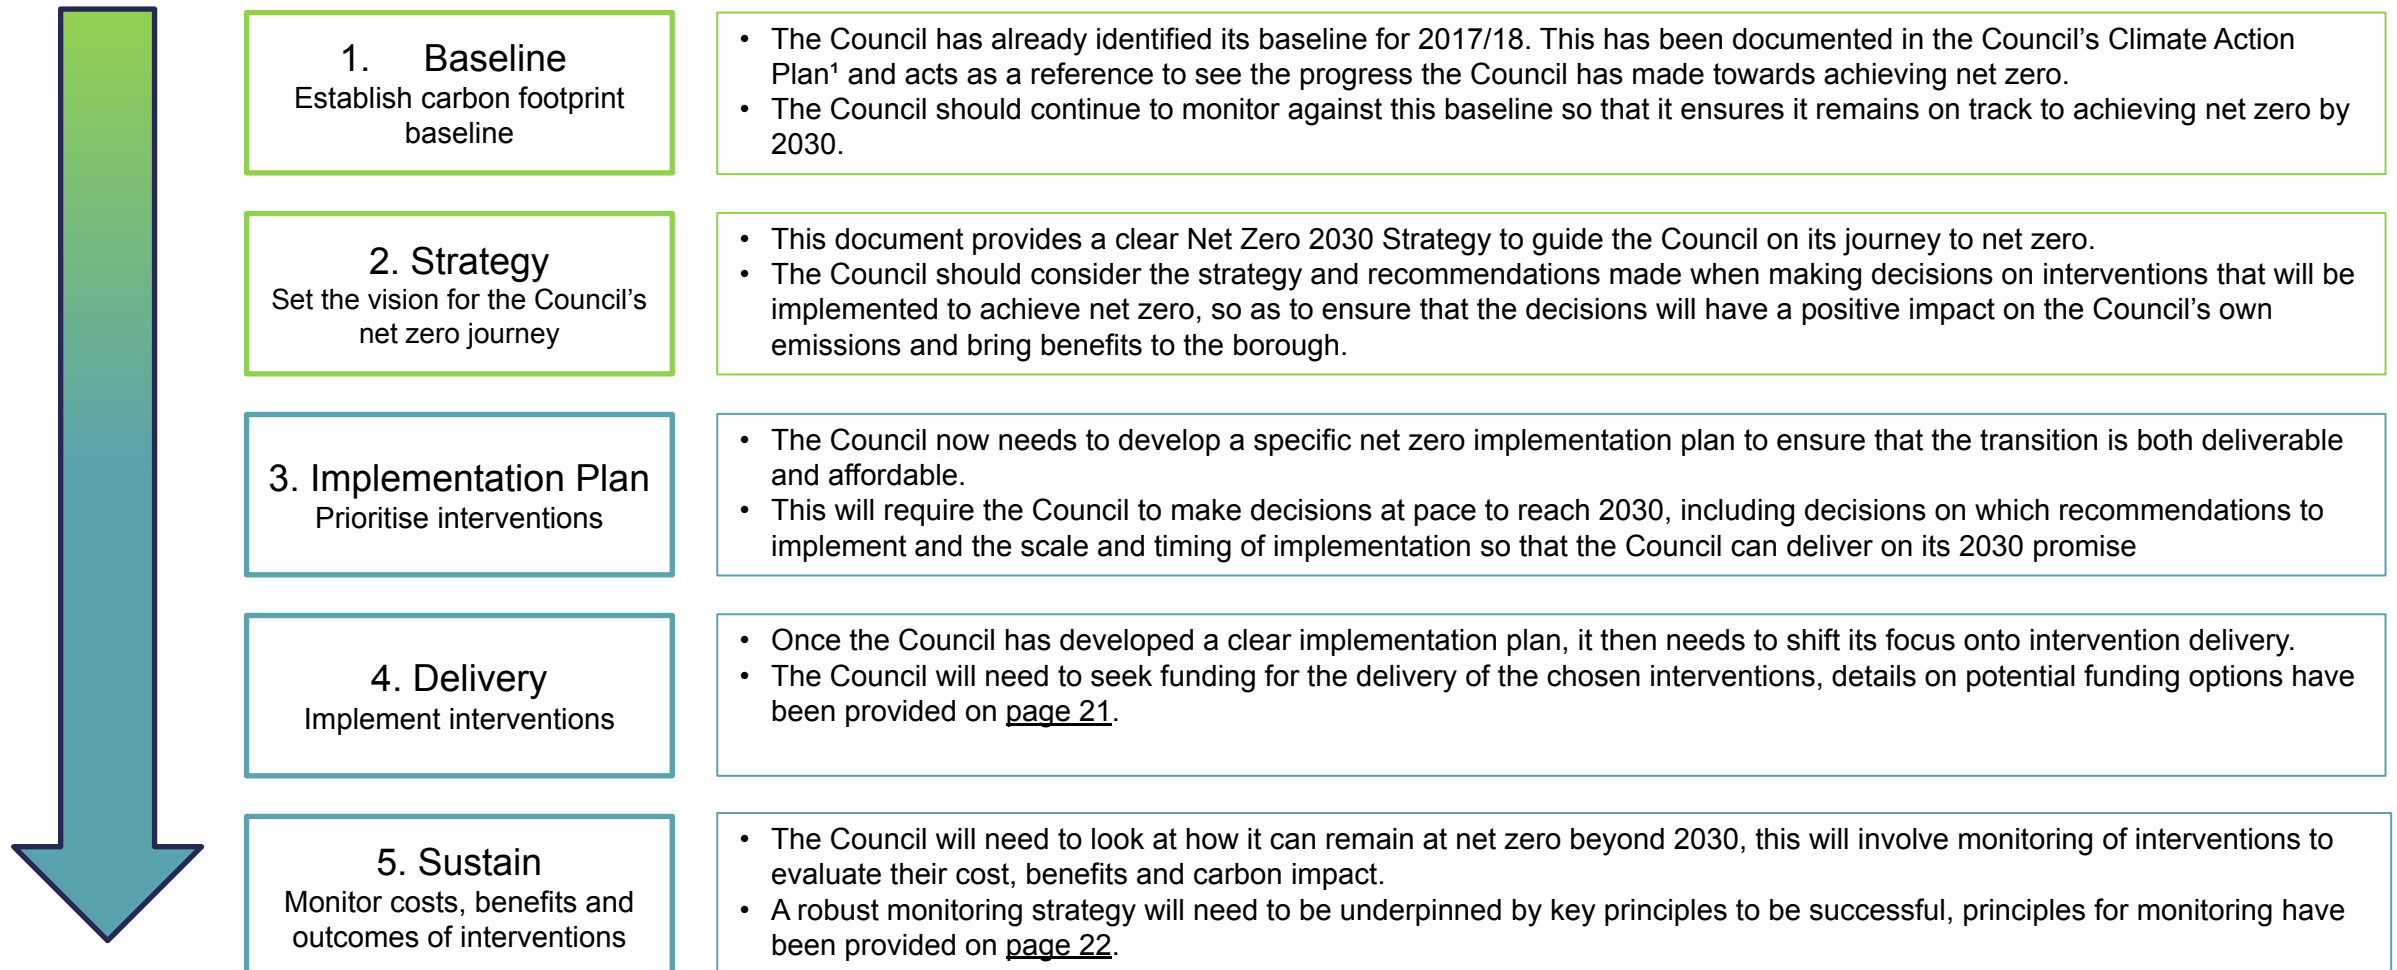 1. Baseline
Establish carbon footprint
baseline
• The Council has already identified its baseline for 2017/18. This has been documented in the Council’s Climate Action
Plan¹ and acts as a reference to see the progress the Council has made towards achieving net zero.
• The Council should continue to monitor against this baseline so that it ensures it remains on track to achieving net zero by
2030.
2. Strategy
Set the vision for the Council’s
net zero journey
• This document provides a clear Net Zero 2030 Strategy to guide the Council on its journey to net zero.
• The Council should consider the strategy and recommendations made when making decisions on interventions that will be
implemented to achieve net zero, so as to ensure that the decisions will have a positive impact on the Council’s own
emissions and bring benefits to the borough.
3. Implementation Plan
Prioritise interventions
• The Council now needs to develop a specific net zero implementation plan to ensure that the transition is both deliverable
and affordable.
• This will require the Council to make decisions at pace to reach 2030, including decisions on which recommendations to
implement and the scale and timing of implementation so that the Council can deliver on its 2030 promise
4. Delivery
Implement interventions
• Once the Council has developed a clear implementation plan, it then needs to shift its focus onto intervention delivery.
• The Council will need to seek funding for the delivery of the chosen interventions, details on potential funding options have
been provided on page 21.
5. Sustain
Monitor costs, benefits and
outcomes of interventions
• The Council will need to look at how it can remain at net zero beyond 2030, this will involve monitoring of interventions to
evaluate their cost, benefits and carbon impact.
• A robust monitoring strategy will need to be underpinned by key principles to be successful, principles for monitoring have
been provided on page 22.